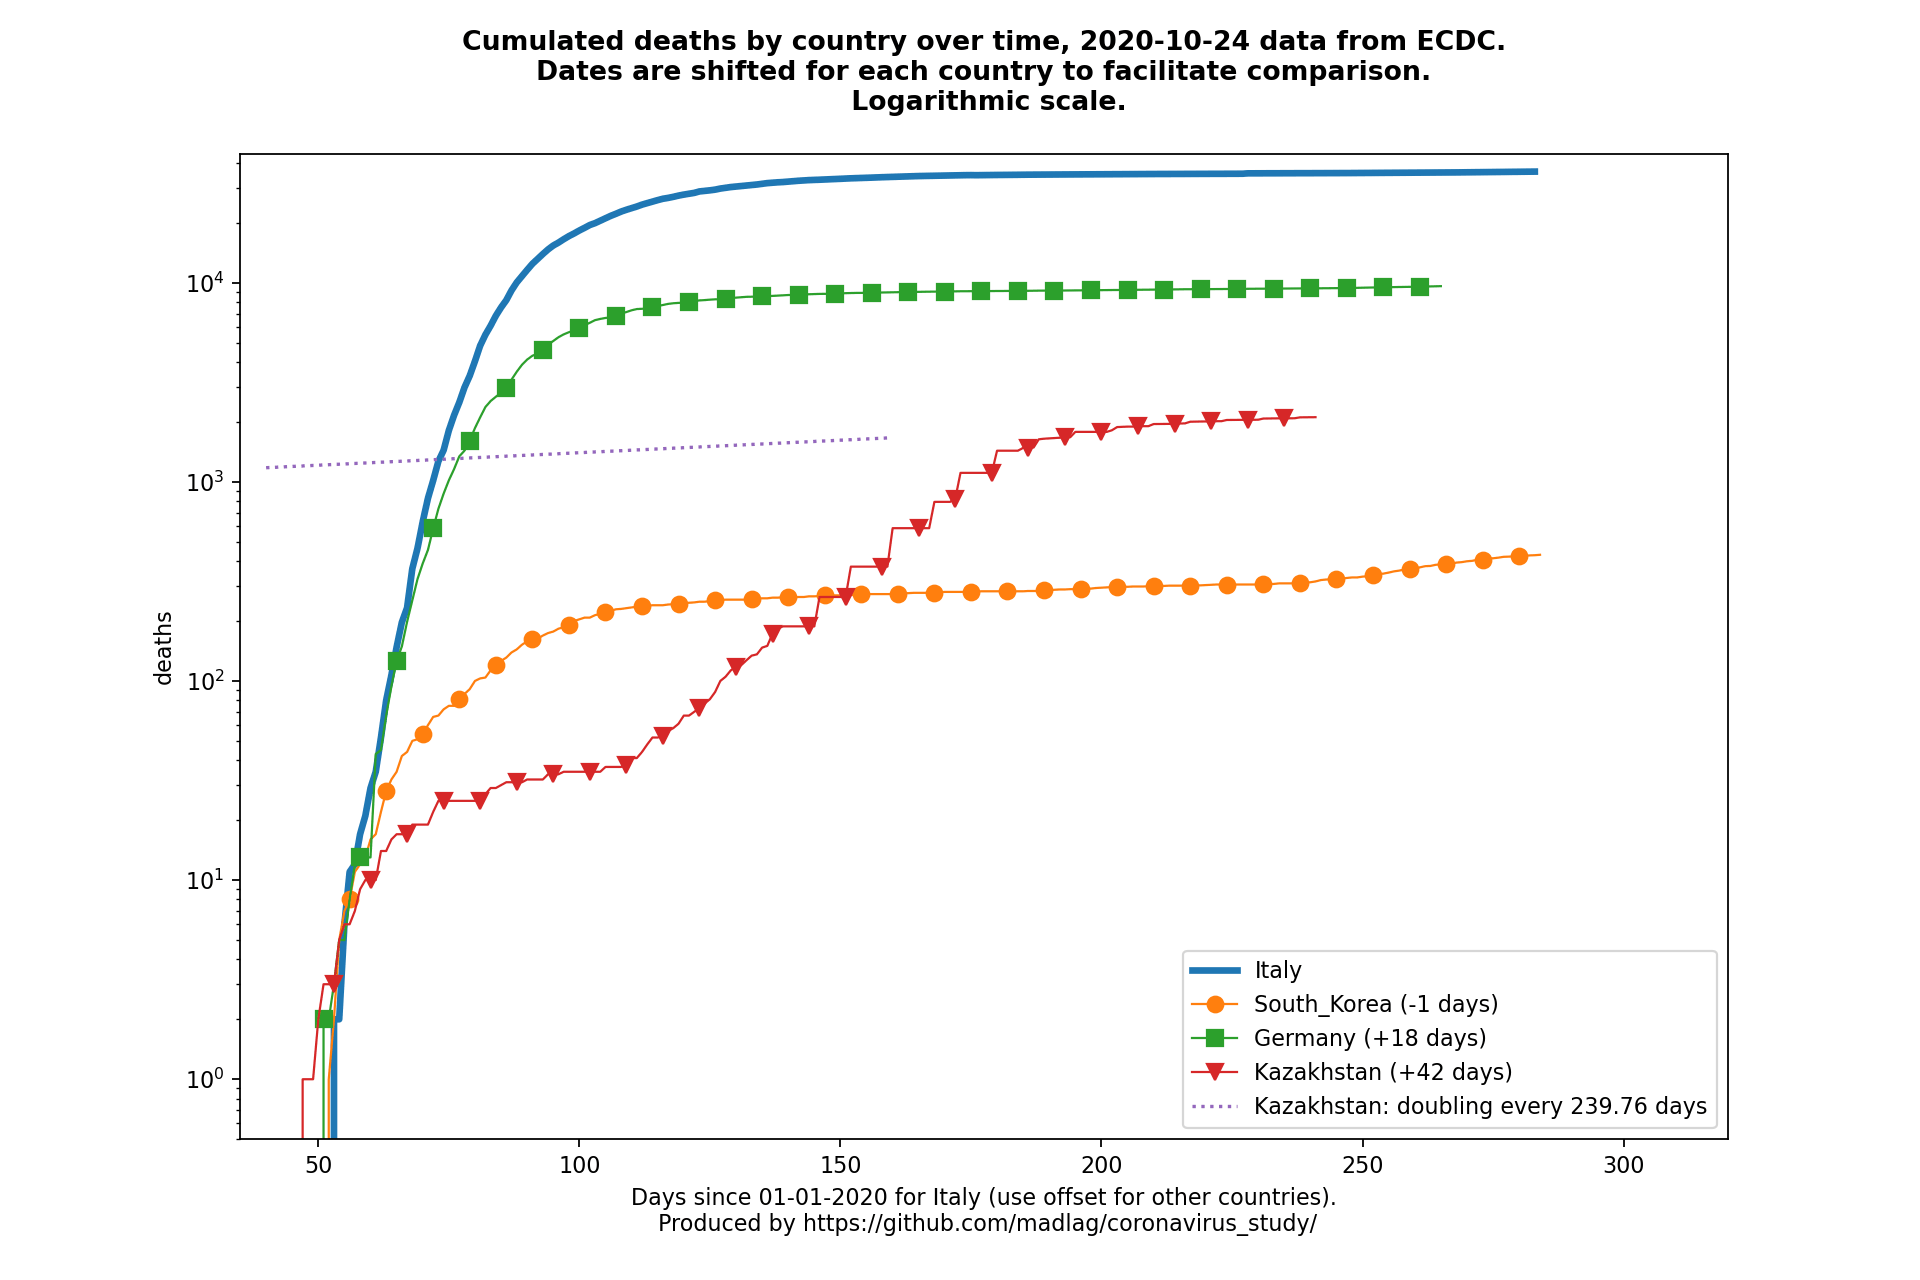 Cumulated deaths by country over time, 2020-10-24 data from ECDC.
Dates are shifted for each country to facilitate comparison.
Logarithmic scale.
deaths
10⁴
10³
10²
10¹
10⁰
50 100 150 200 250 300
Italy
South_Korea (-1 days)
Germany (+18 days)
Kazakhstan (+42 days)
Kazakhstan: doubling every 239.76 days
Days since 01-01-2020 for Italy (use offset for other countries).
Produced by https://github.com/madlag/coronavirus_study/